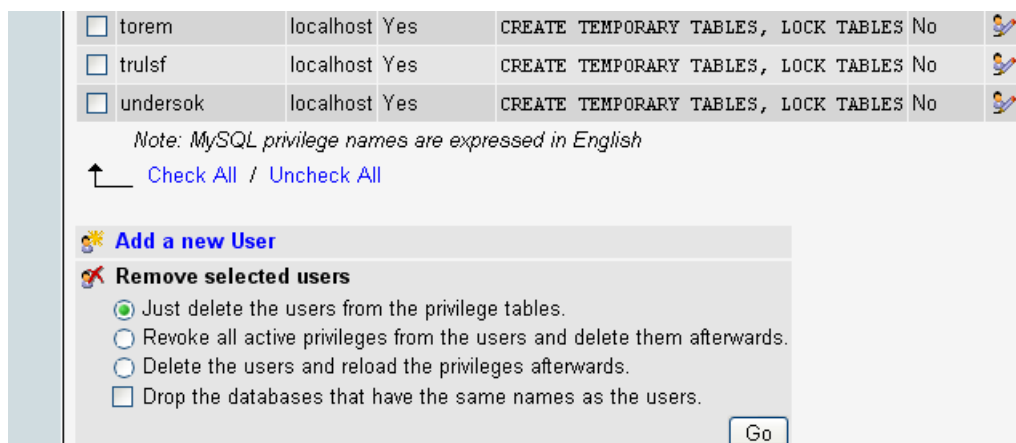 torem localhost Yes CREATE TEMPORARY TABLES, LOCK TABLES No
trulsf localhost Yes CREATE TEMPORARY TABLES, LOCK TABLES No
undersok localhost Yes CREATE TEMPORARY TABLES, LOCK TABLES No
Note: MySQL privilege names are expressed in English
Check All / Uncheck All
Add a new User
Remove selected users
Just delete the users from the privilege tables.
Revoke all active privileges from the users and delete them afterwards.
Delete the users and reload the privileges afterwards.
Drop the databases that have the same names as the users.
Go